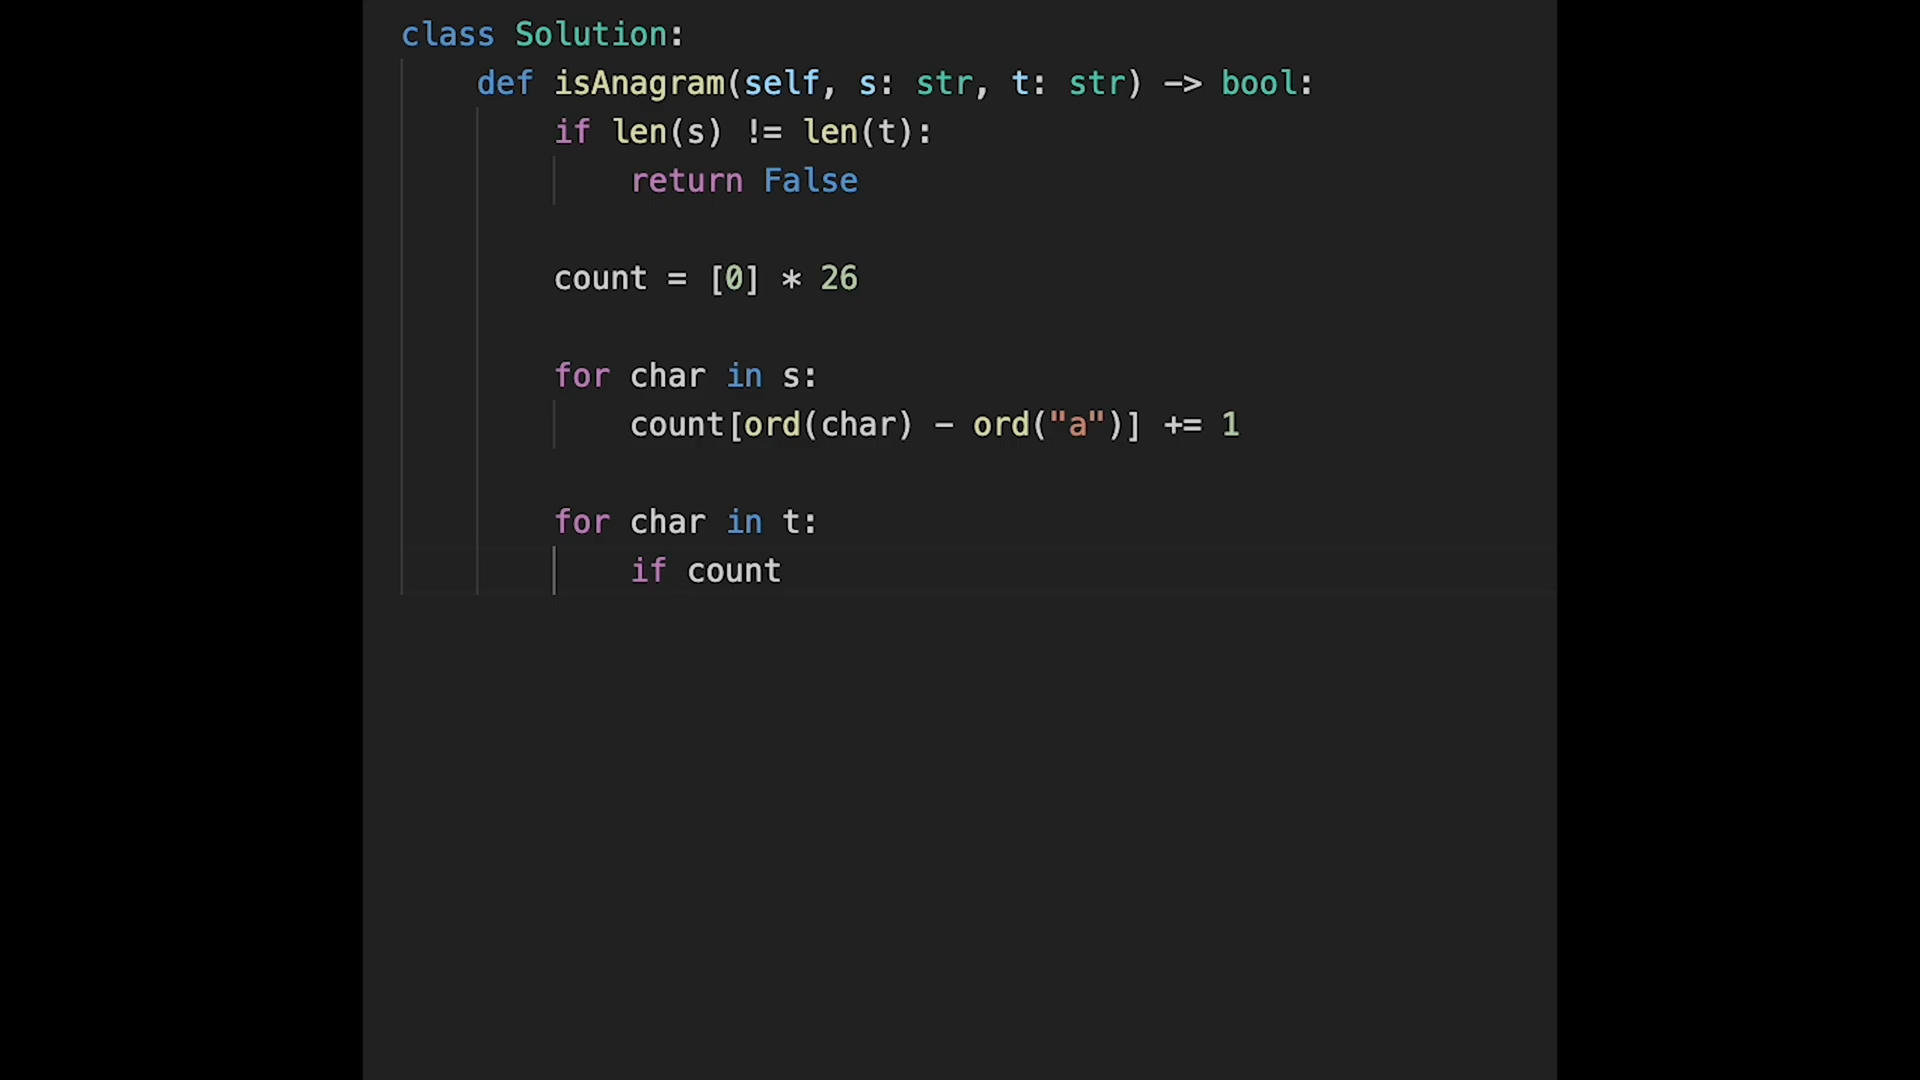 class Solution:
    def isAnagram(self, s: str, t: str) -> bool:
        if len(s) != len(t):
            return False

        count = [0] * 26

        for char in s:
            count[ord(char) - ord("a")] += 1

        for char in t:
            if count